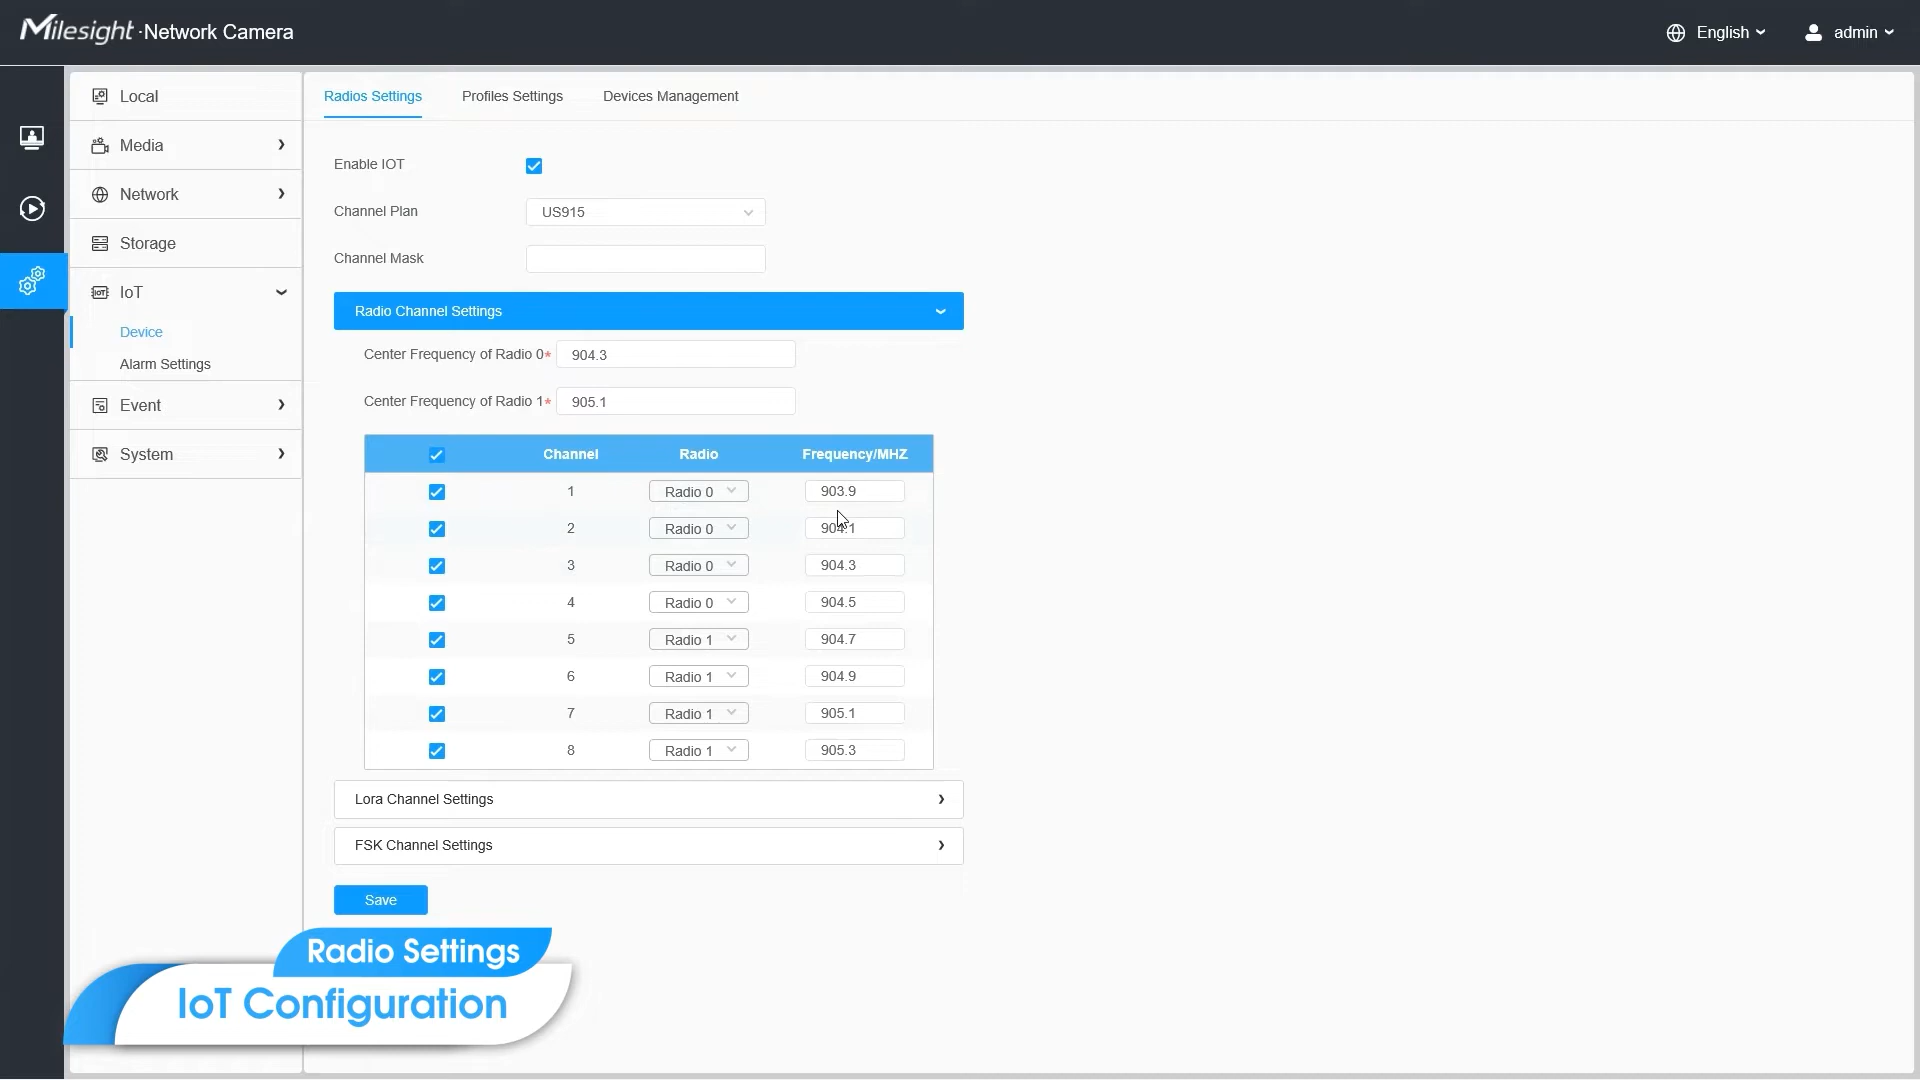 Milesight · Network Camera
English
admin
Local
Media
Network
Storage
IoT
Device
Alarm Settings
Event
System
Radios Settings Profiles Settings Devices Management
Enable IOT
Channel Plan US915
Channel Mask
Radio Channel Settings
Center Frequency of Radio 0* 904.3
Center Frequency of Radio 1* 905.1
Channel Radio Frequency/MHZ
1 Radio 0 903.9
2 Radio 0 904.1
3 Radio 0 904.3
4 Radio 0 904.5
5 Radio 1 904.7
6 Radio 1 904.9
7 Radio 1 905.1
8 Radio 1 905.3
Lora Channel Settings
FSK Channel Settings
Save
Radio Settings
IoT Configuration